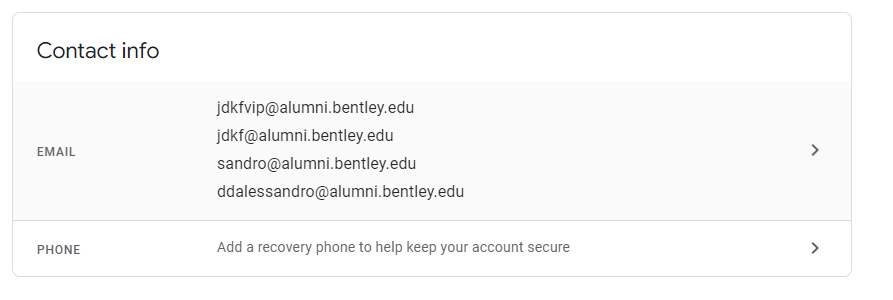 Contact info
EMAIL
jdkfvip@alumni.bentley.edu
jdkf@alumni.bentley.edu
sandro@alumni.bentley.edu
ddalessandro@alumni.bentley.edu
PHONE
Add a recovery phone to help keep your account secure